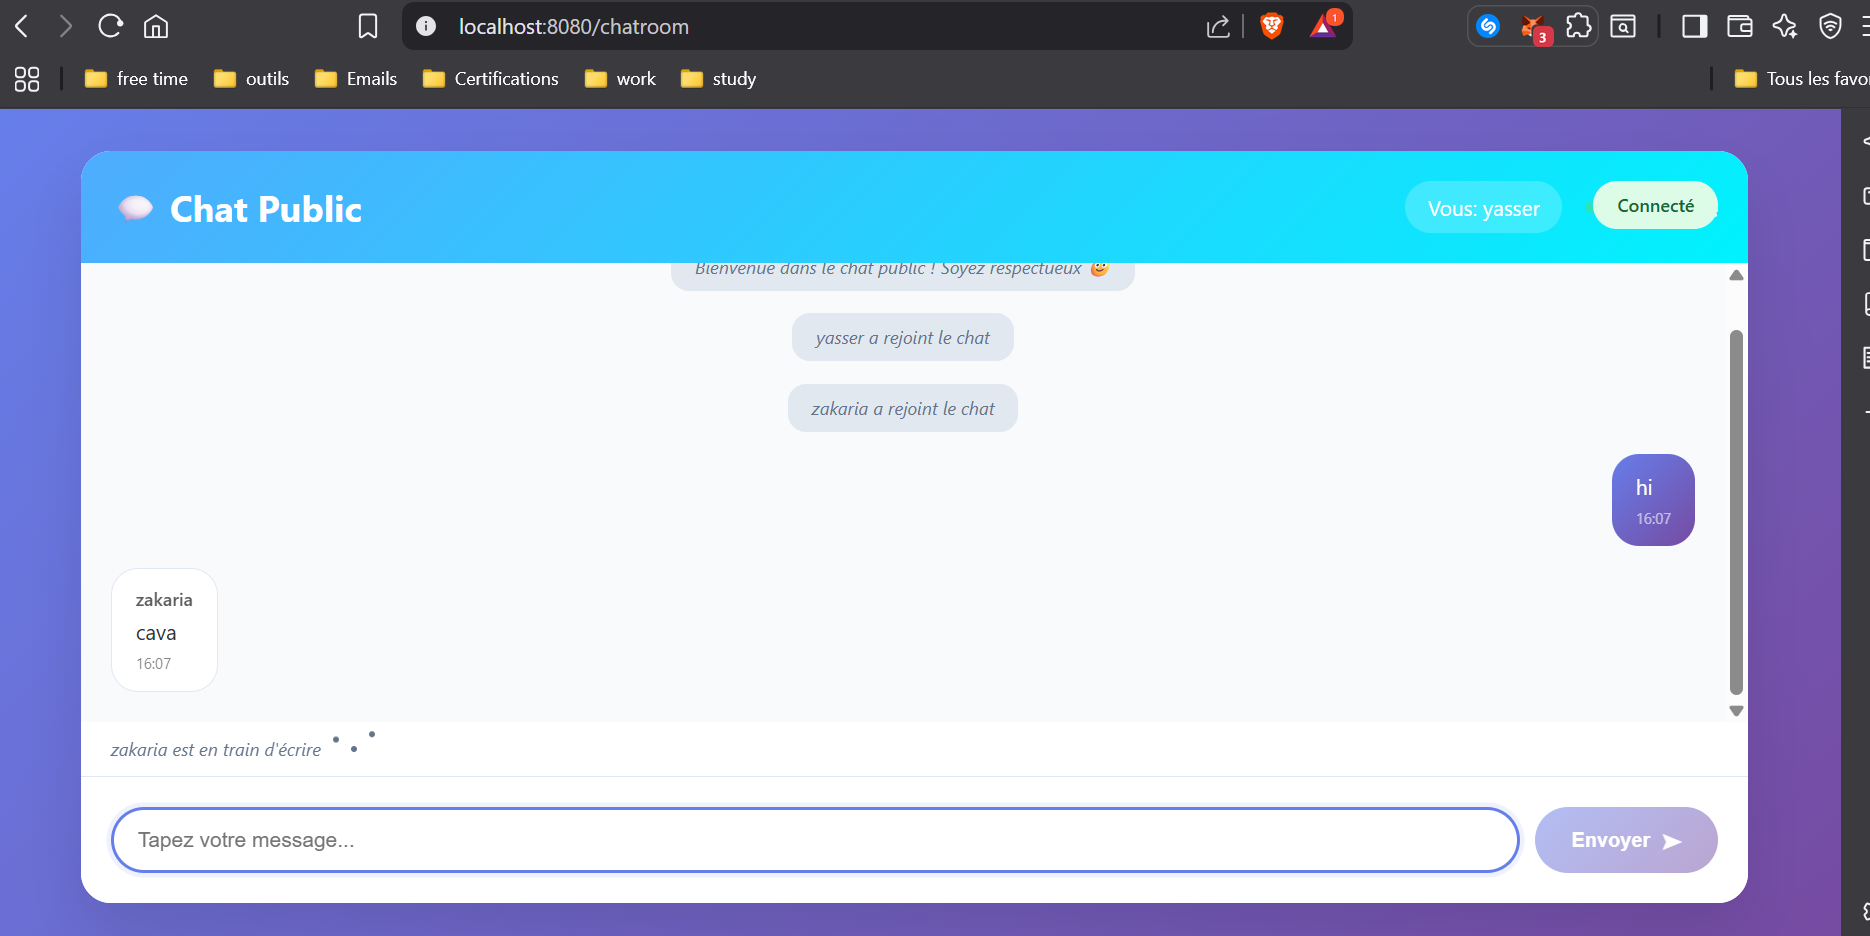 localhost:8080/chatroom
1
3
free time outils Emails Certifications work study
Tous les favo
Chat Public
Vous: yasser
Connecté
Bienvenue dans le chat public ! Soyez respectueux
yasser a rejoint le chat
zakaria a rejoint le chat
hi
16:07
zakaria
cava
16:07
zakaria est en train d'écrire
Tapez votre message...
Envoyer